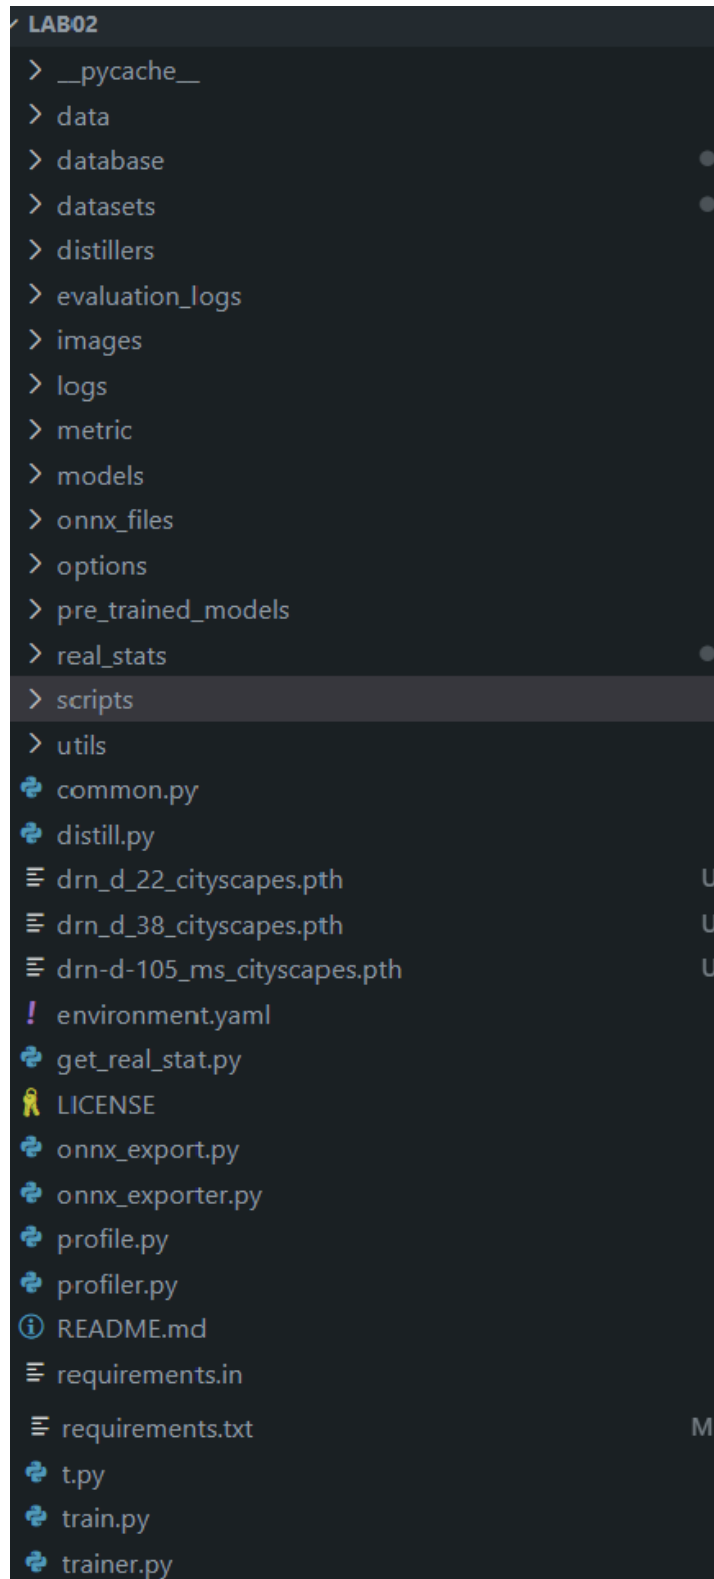 LAB02
__pycache__
data
database
datasets
distillers
evaluation_logs
images
logs
metric
models
onnx_files
options
pre_trained_models
real_stats
scripts
utils
common.py
distill.py
drn_d_22_cityscapes.pth U
drn_d_38_cityscapes.pth U
drn-d-105_ms_cityscapes.pth U
! environment.yaml
get_real_stat.py
LICENSE
onnx_export.py
onnx_exporter.py
profile.py
profiler.py
README.md
requirements.in
requirements.txt M
t.py
train.py
trainer.py